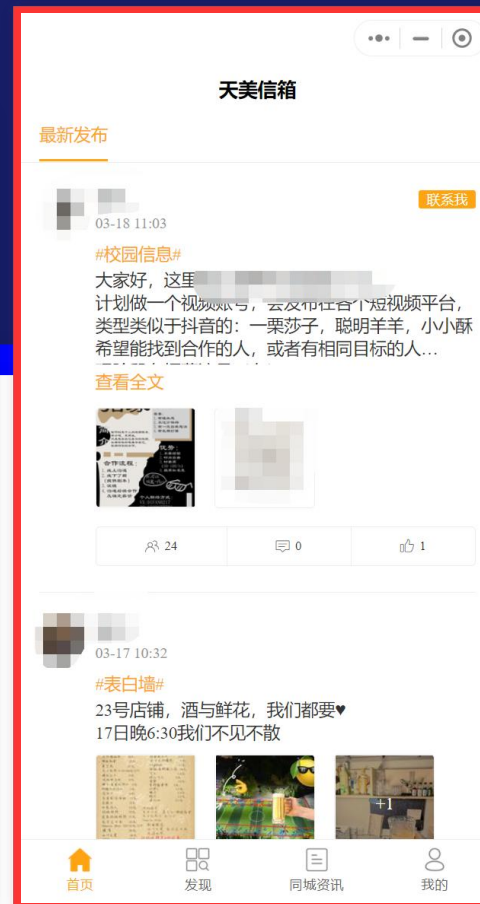 天美信箱
最新发布
联系我
03-18 11:03
#校园信息#
大家好，这里
计划做一个视频账号，会发布在各个短视频平台，
类型类似于抖音的：一栗莎子，聪明羊羊，小小酥
希望能找到合作的人，或者有相同目标的人...
查看全文
优势：
合作流程：
24
0
1
03-17 10:32
#表白墙#
23号店铺，酒与鲜花，我们都要♥
17日晚6:30我们不见不散
+1
首页
发现
同城资讯
我的